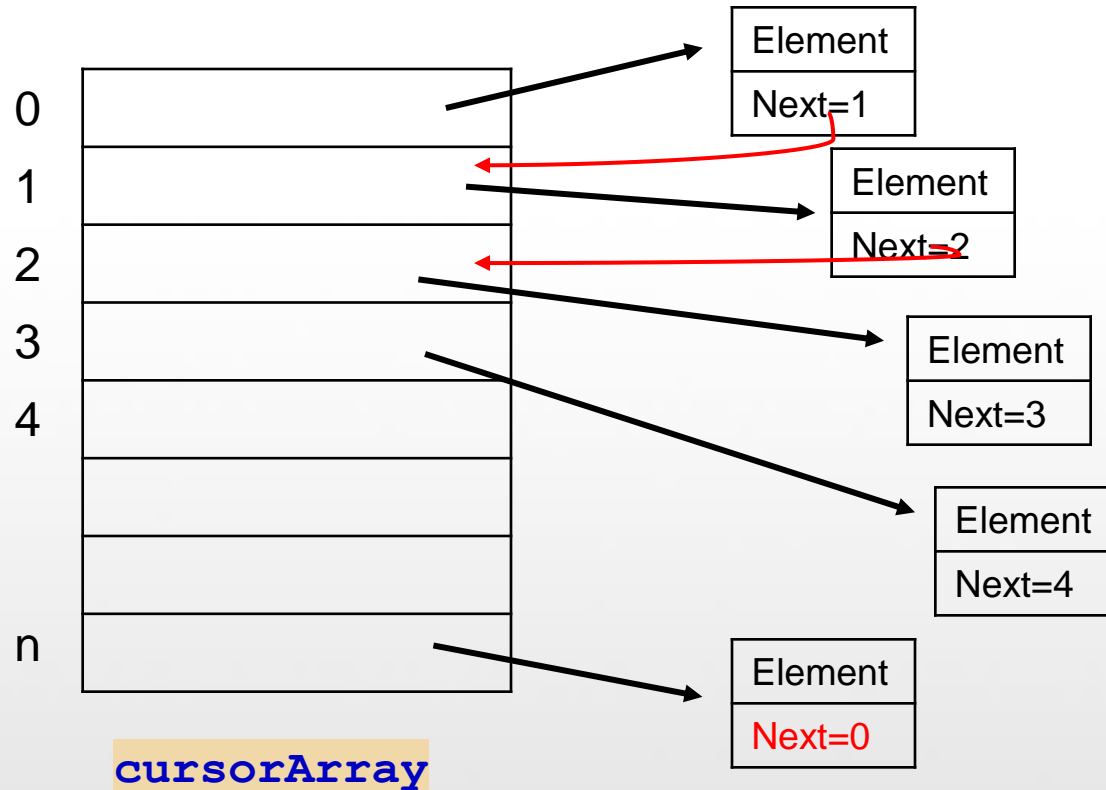 0
Element
Next=1
1
Element
Next=2
2
3
Element
Next=3
4
Element
Next=4
n
Element
Next=0
cursorArray